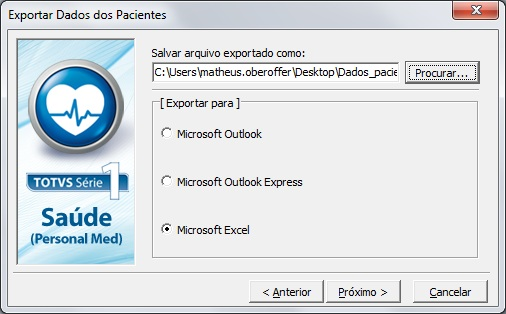 Exportar Dados dos Pacientes
Salvar arquivo exportado como:
C:\Users\matheus.oberoffer\Desktop\Dados_pacie
Procurar...
[ Exportar para ]
Microsoft Outlook
Microsoft Outlook Express
Microsoft Excel
TOTVS Série 1
Saúde
(Personal Med)
< Anterior
Próximo >
Cancelar